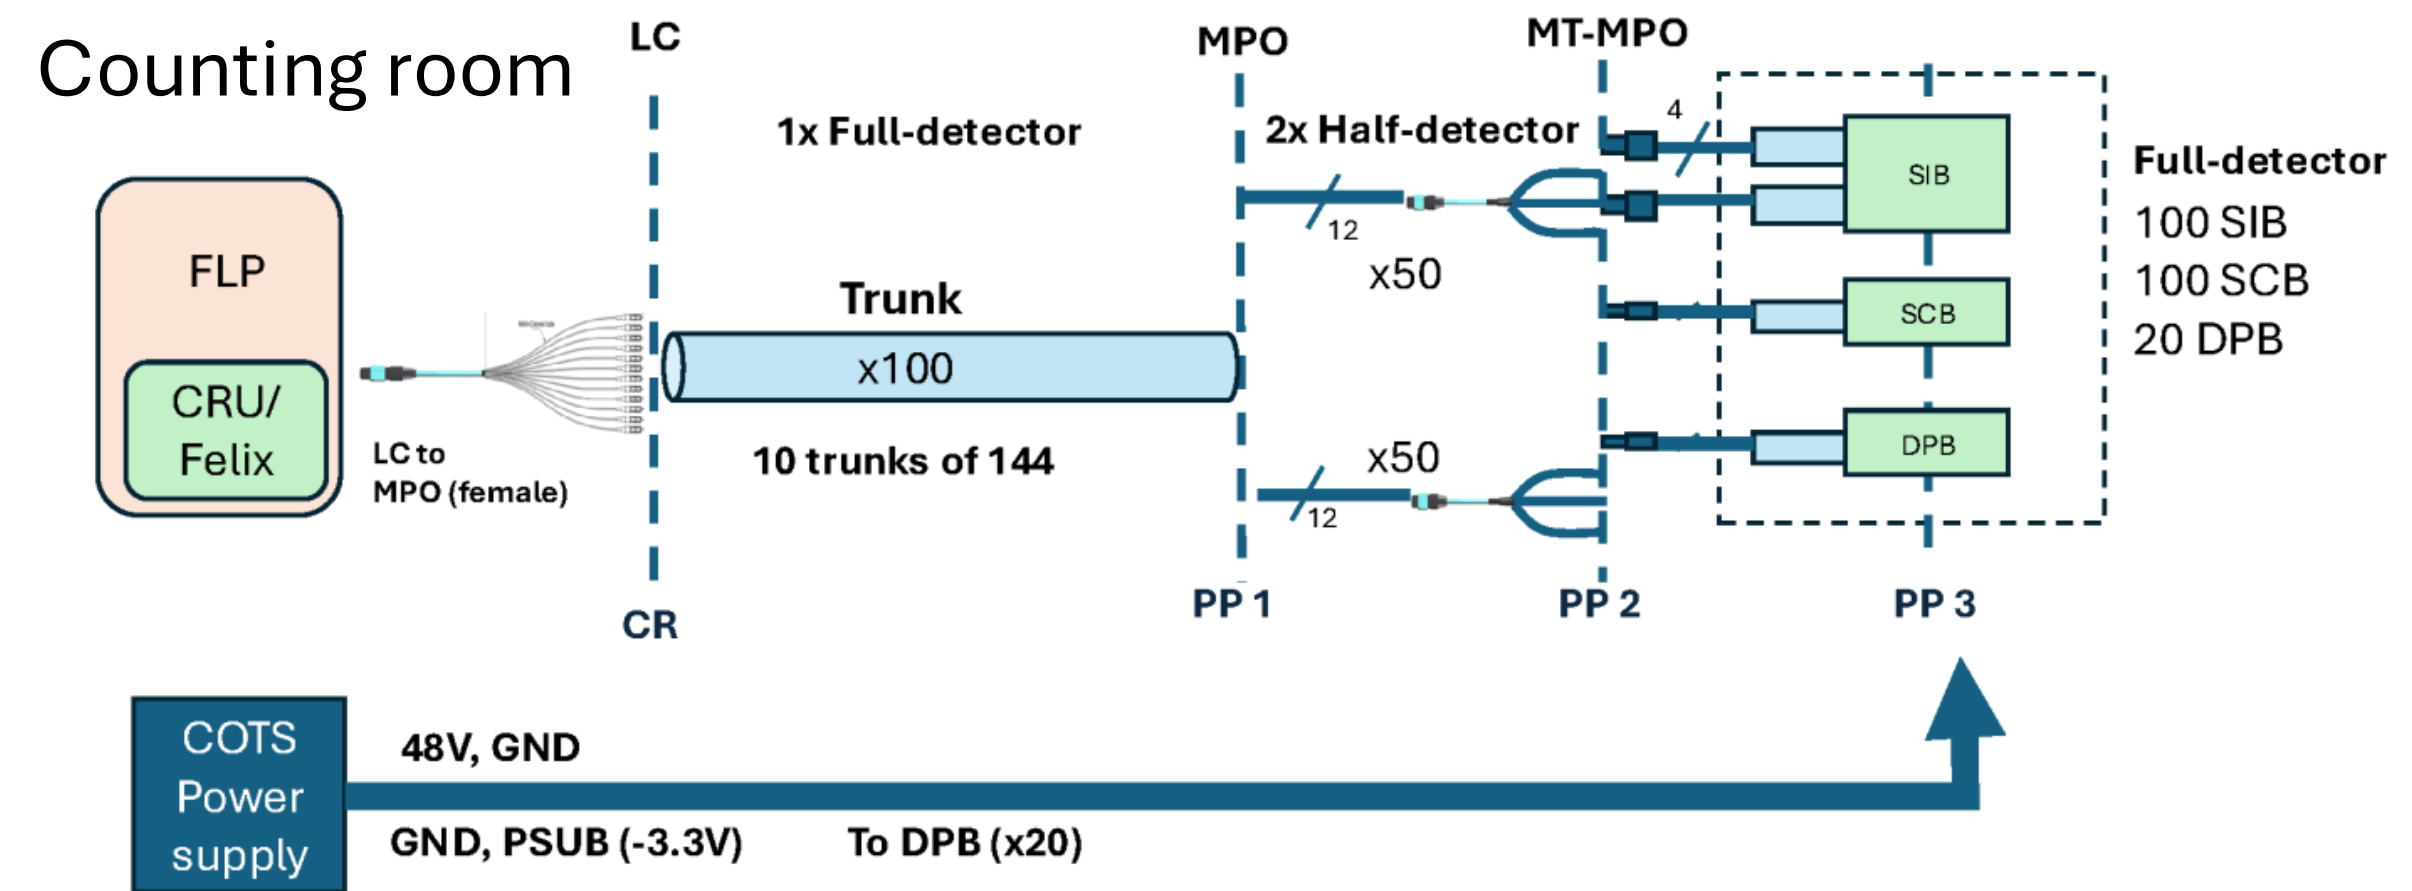 Counting room
LC
MPO
MT-MPO
1x Full-detector
2x Half-detector
4
SIB
Full-detector
100 SIB
100 SCB
20 DPB
12
x50
FLP
CRU/
Felix
LC to
MPO (female)
Trunk
x100
10 trunks of 144
SCB
x50
12
DPB
CR
PP 1
PP 2
PP 3
COTS
Power
supply
48V, GND
GND, PSUB (-3.3V)
To DPB (x20)